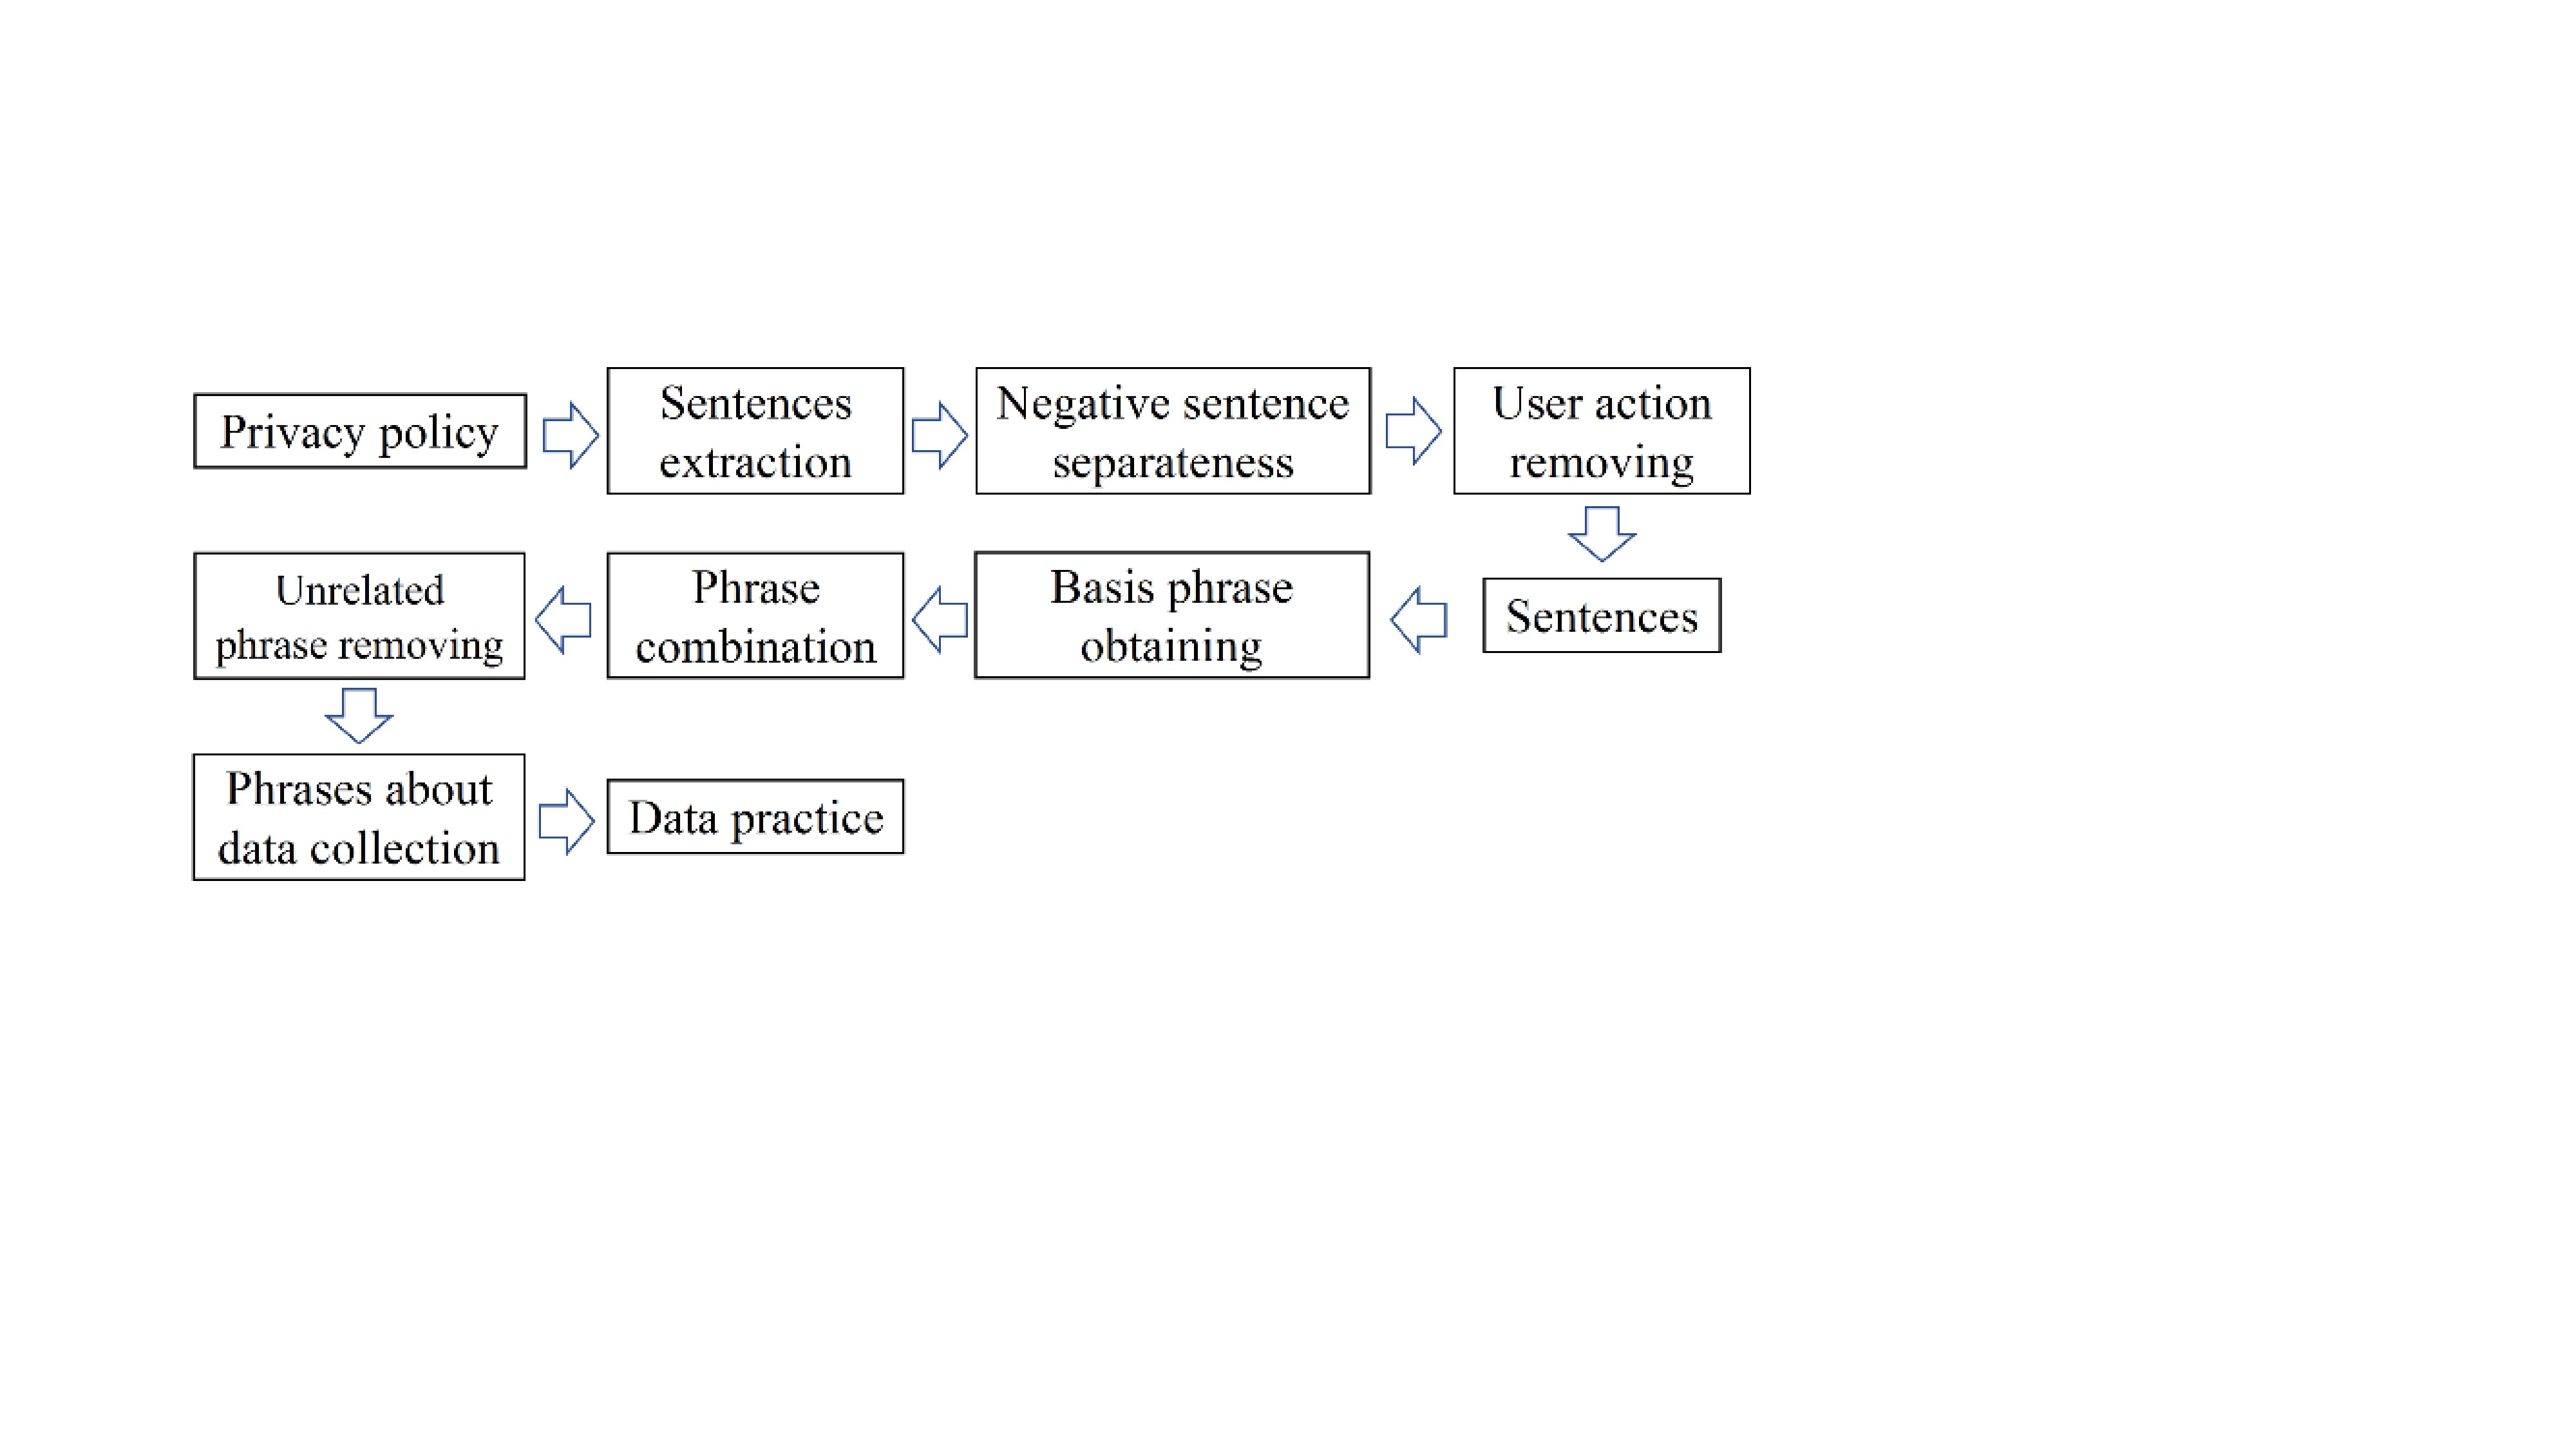 Privacy policy
Sentences
extraction
Negative sentence
separateness
User action
removing
Sentences
Basis phrase
obtaining
Phrase
combination
Unrelated
phrase removing
Phrases about
data collection
Data practice